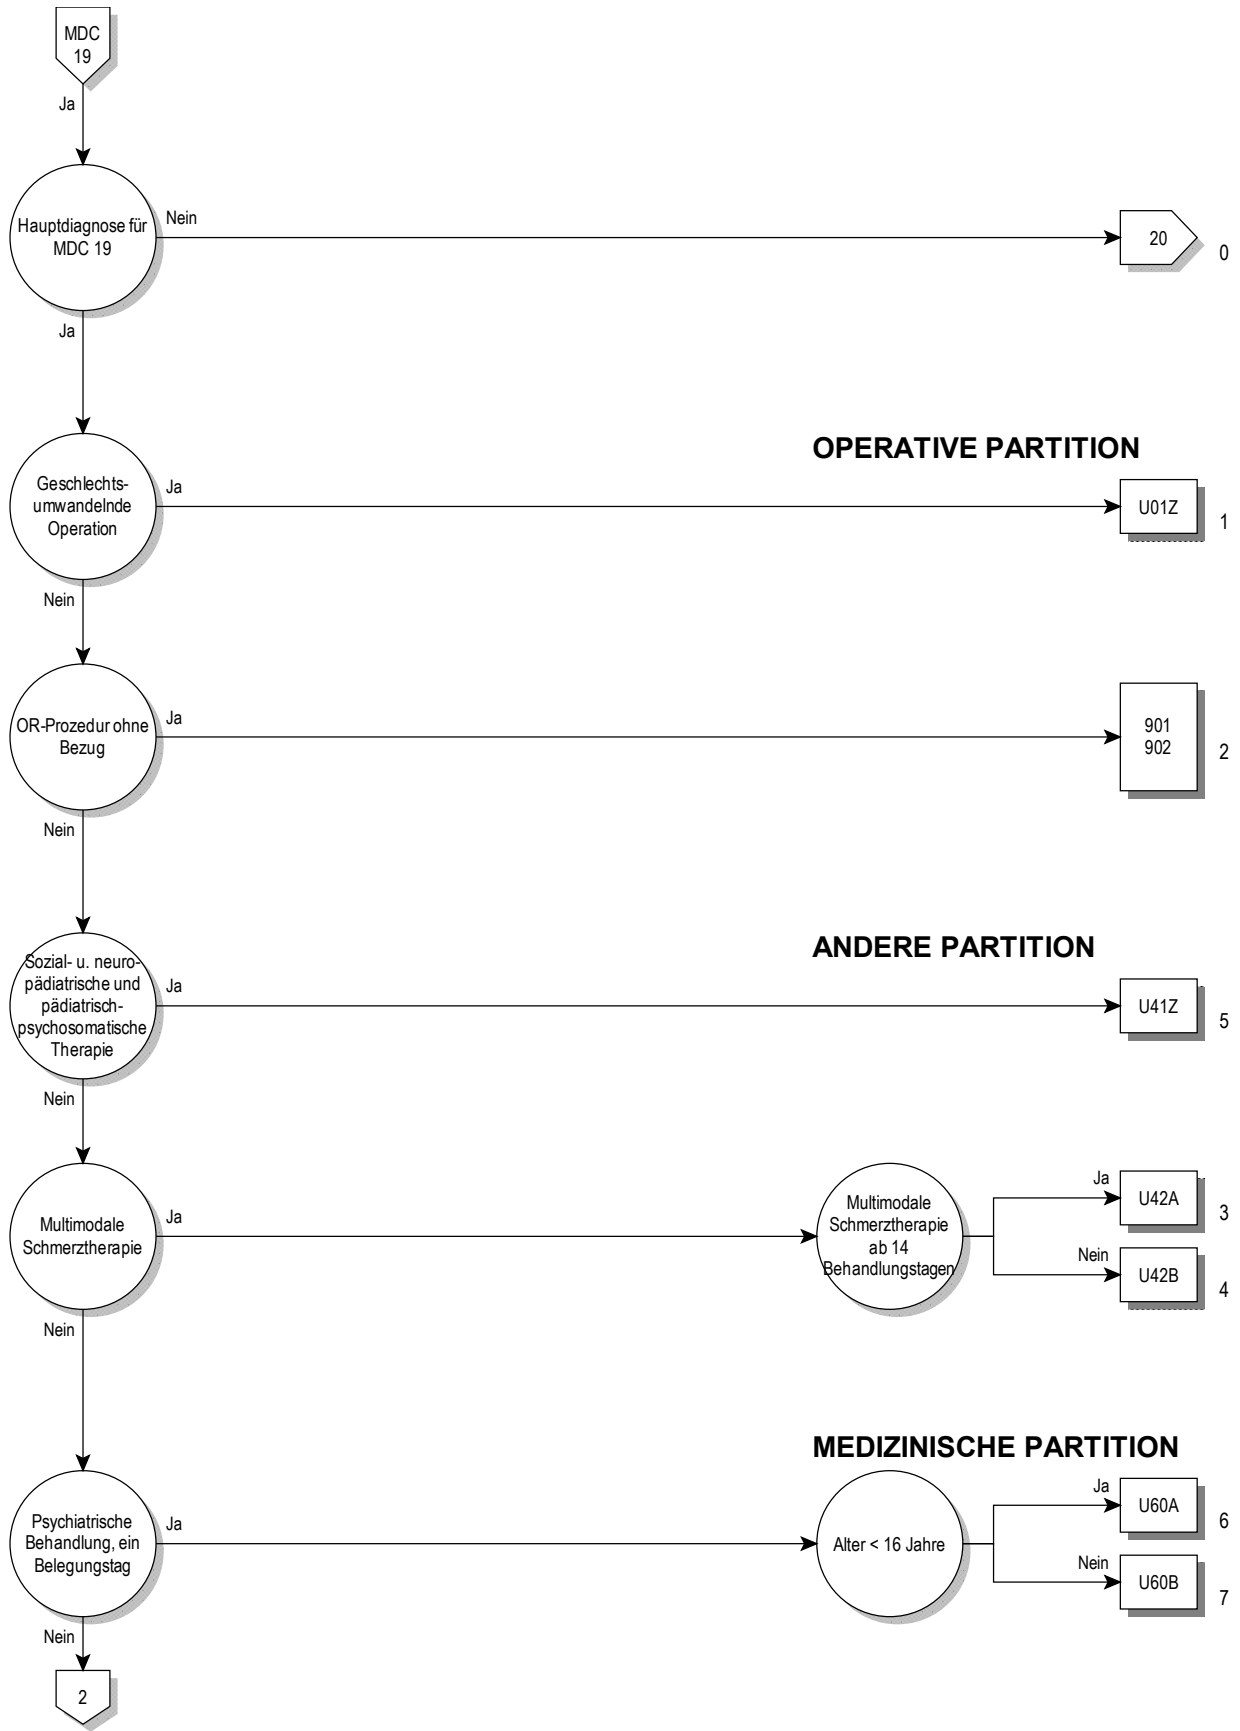 MDC
19
Ja
Hauptdiagnose für
MDC 19
Nein
20
0
Ja
OPERATIVE PARTITION
Geschlechts-
umwandelnde
Operation
Ja
U01Z
1
Nein
OR-Prozedur ohne
Bezug
Ja
901
902
2
Nein
ANDERE PARTITION
Sozial- u. neuro-
pädiatrische und
pädiatrisch-
psychosomatische
Therapie
Ja
U41Z
5
Nein
Multimodale
Schmerztherapie
Ja
Multimodale
Schmerztherapie
ab 14
Behandlungstagen
Ja
U42A
3
Nein
U42B
4
Nein
MEDIZINISCHE PARTITION
Psychiatrische
Behandlung, ein
Belegungstag
Ja
Alter < 16 Jahre
Ja
U60A
6
Nein
U60B
7
Nein
2